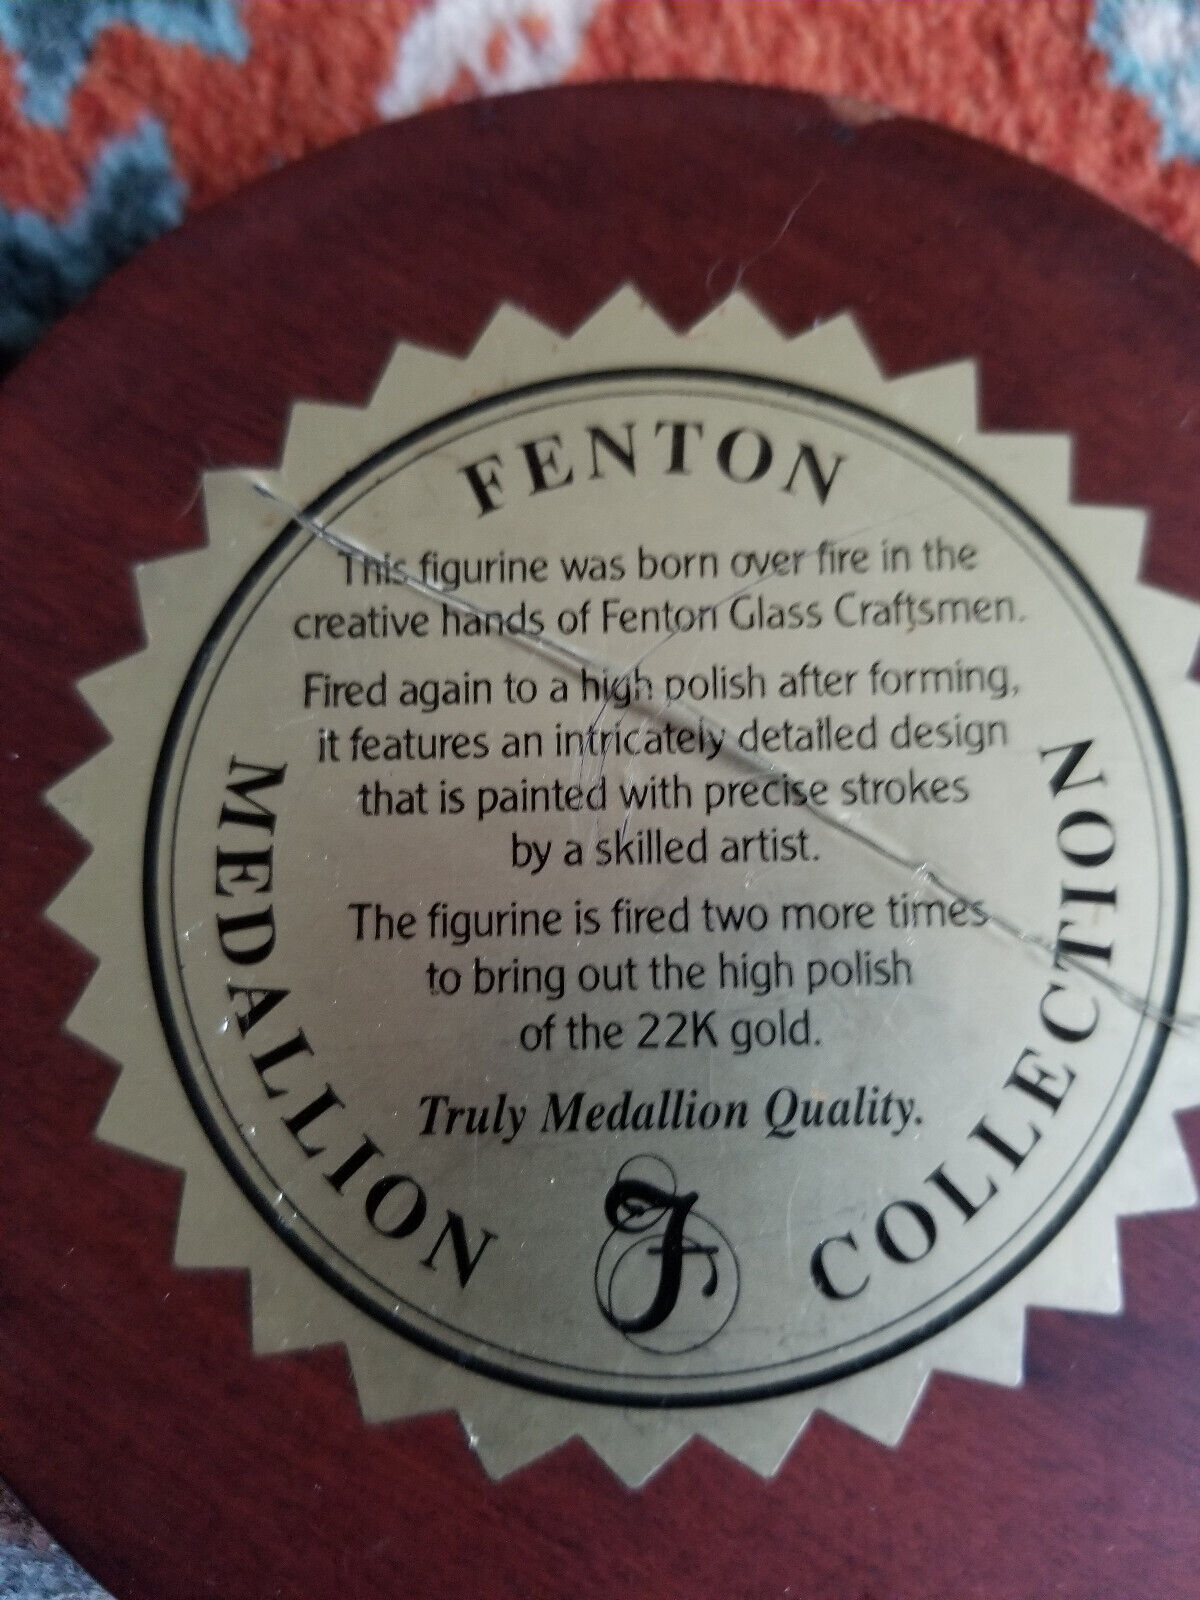 FENTON
This figurine was born over fire in the
creative hands of Fenton Glass Craftsmen.
Fired again to a high polish after forming,
it features an intricately detailed design
that is painted with precise strokes
by a skilled artist.
The figurine is fired two more times
to bring out the high polish
of the 22K gold.
Truly Medallion Quality.
MEDALLION
F
COLLECTION